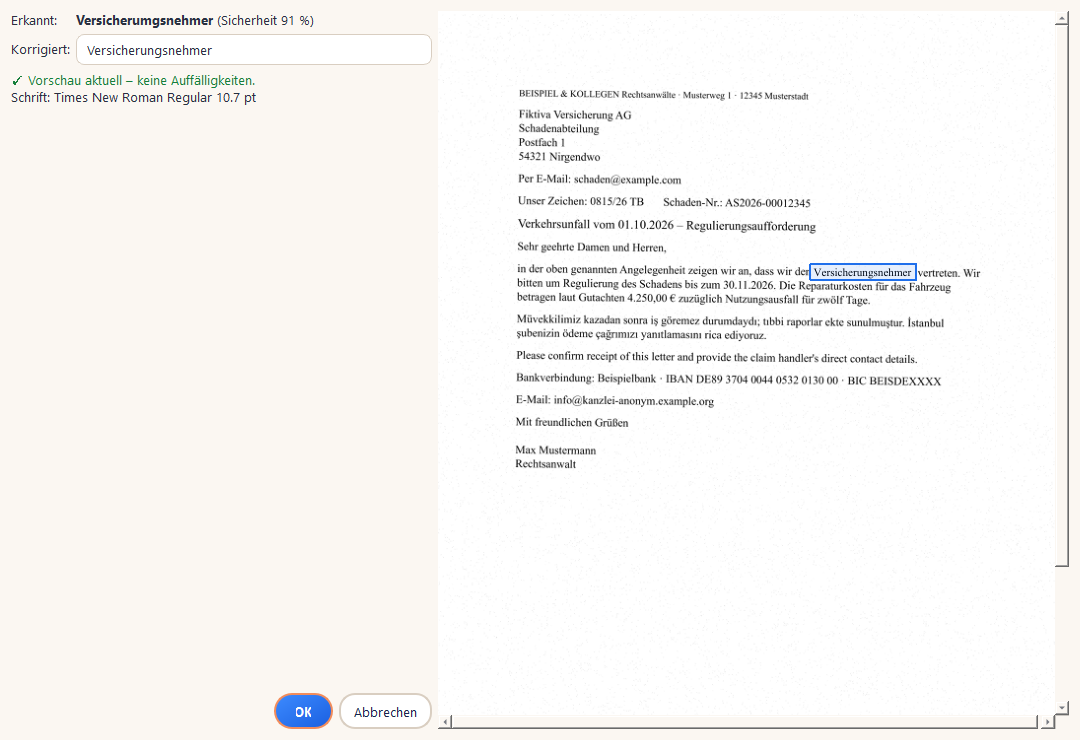 Erkannt: Versicherumgsnehmer (Sicherheit 91 %)
Korrigiert: Versicherungsnehmer
✓ Vorschau aktuell – keine Auffälligkeiten.
Schrift: Times New Roman Regular 10.7 pt
BEISPIEL & KOLLEGEN Rechtsanwälte · Musterweg 1 · 12345 Musterstadt
Fiktiva Versicherung AG
Schadenabteilung
Postfach 1
54321 Nirgendwo
Per E-Mail: schaden@example.com
Unser Zeichen: 0815/26 TB Schaden-Nr.: AS2026-00012345
Verkehrsunfall vom 01.10.2026 – Regulierungsaufforderung
Sehr geehrte Damen und Herren,
in der oben genannten Angelegenheit zeigen wir an, dass wir der Versicherungsnehmer vertreten. Wir
bitten um Regulierung des Schadens bis zum 30.11.2026. Die Reparaturkosten für das Fahrzeug
betragen laut Gutachten 4.250,00 € zuzüglich Nutzungsausfall für zwölf Tage.
Müvekkilimiz kazadan sonra iş göremez durumdaydı; tıbbi raporlar ekte sunulmuştur. İstanbul
şubenizin ödeme çağrımızı yanıtlamasını rica ediyoruz.
Please confirm receipt of this letter and provide the claim handler's direct contact details.
Bankverbindung: Beispielbank · IBAN DE89 3704 0044 0532 0130 00 · BIC BEISDEXXXX
E-Mail: info@kanzlei-anonym.example.org
Mit freundlichen Grüßen
Max Mustermann
Rechtsanwalt
OK Abbrechen